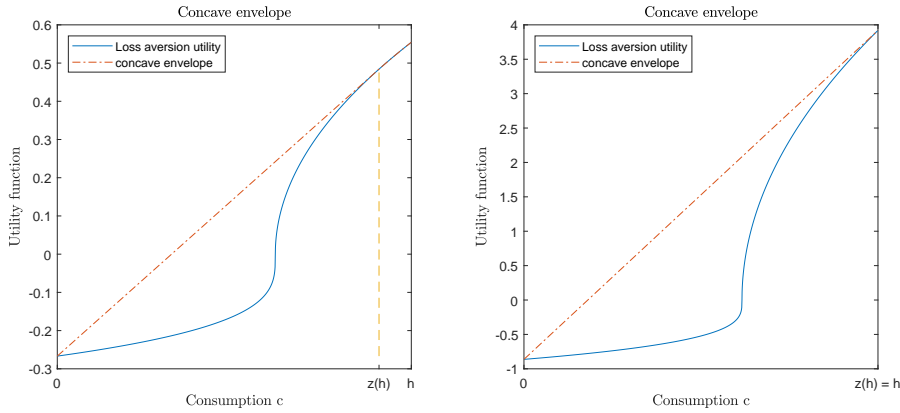 Concave envelope
0.6
0.5
0.4
0.3
0.2
0.1
0
-0.1
-0.2
-0.3
Utility function
Loss aversion utility
concave envelope
0
z(h)
h
Consumption c
Concave envelope
4
3.5
3
2.5
2
1.5
1
0.5
0
-0.5
-1
Utility function
Loss aversion utility
concave envelope
0
z(h) = h
Consumption c